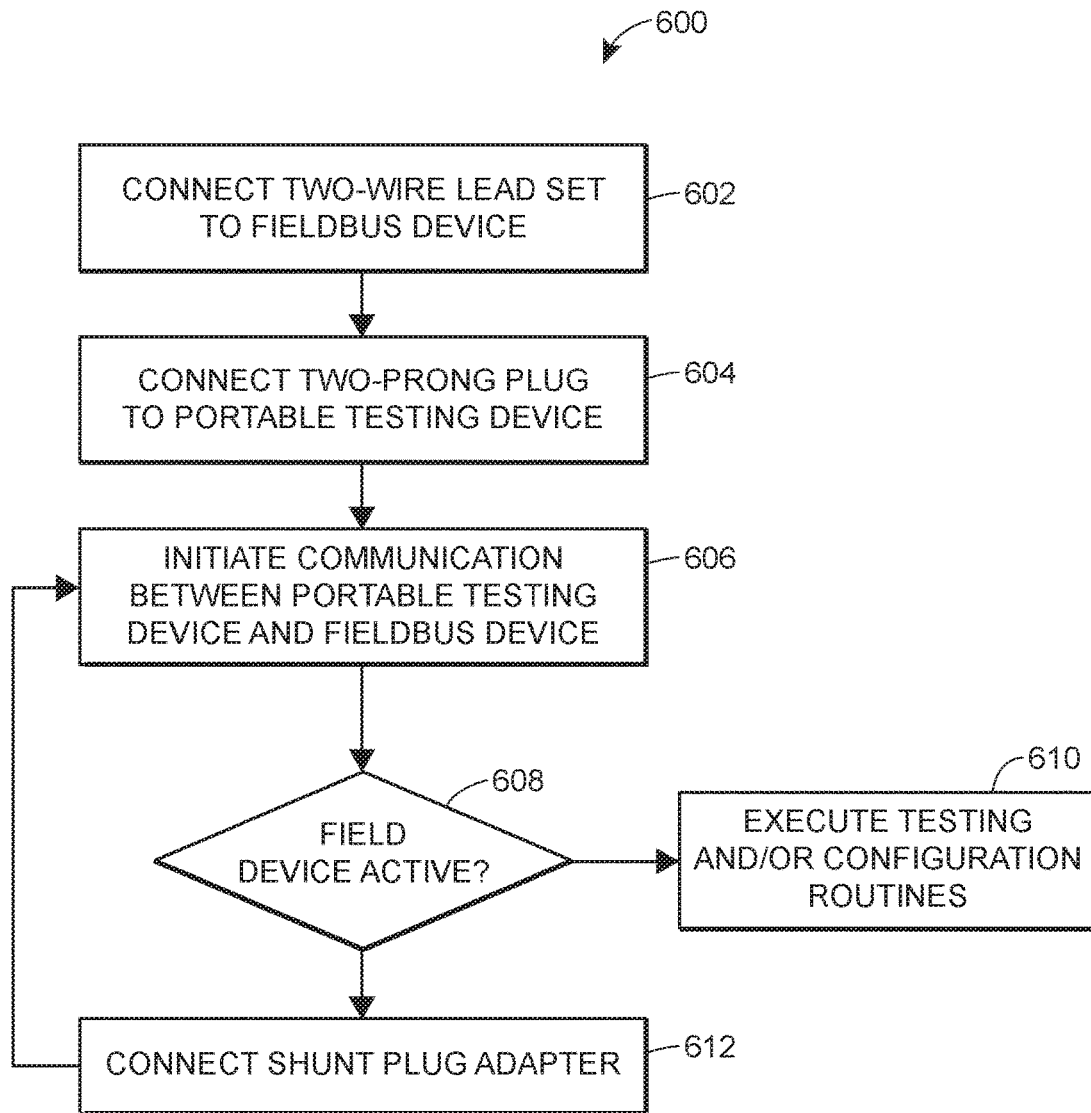 600
CONNECT TWO-WIRE LEAD SET
TO FIELDBUS DEVICE
602
CONNECT TWO-PRONG PLUG
TO PORTABLE TESTING DEVICE
604
INITIATE COMMUNICATION
BETWEEN PORTABLE TESTING
DEVICE AND FIELDBUS DEVICE
606
608
FIELD
DEVICE ACTIVE?
610
EXECUTE TESTING
AND/OR CONFIGURATION
ROUTINES
CONNECT SHUNT PLUG ADAPTER
612